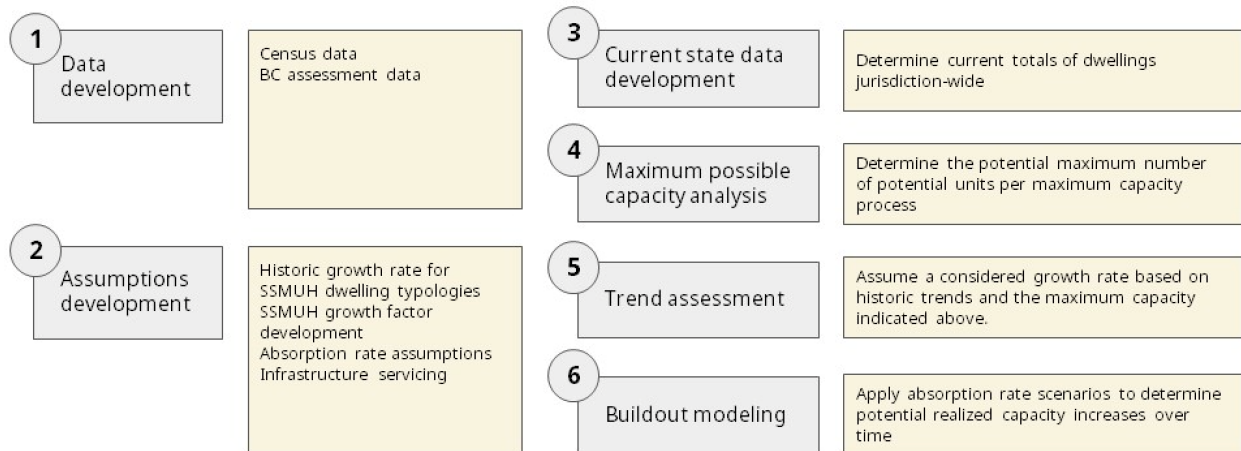 1
Data
development
Census data
BC assessment data
2
Assumptions
development
Historic growth rate for
SSMUH dwelling typologies
SSMUH growth factor
development
Absorption rate assumptions
Infrastructure servicing
3
Current state data
development
Determine current totals of dwellings
jurisdiction-wide
4
Maximum possible
capacity analysis
Determine the potential maximum number
of potential units per maximum capacity
process
5
Trend assessment
Assume a considered growth rate based on
historic trends and the maximum capacity
indicated above.
6
Buildout modeling
Apply absorption rate scenarios to determine
potential realized capacity increases over
time